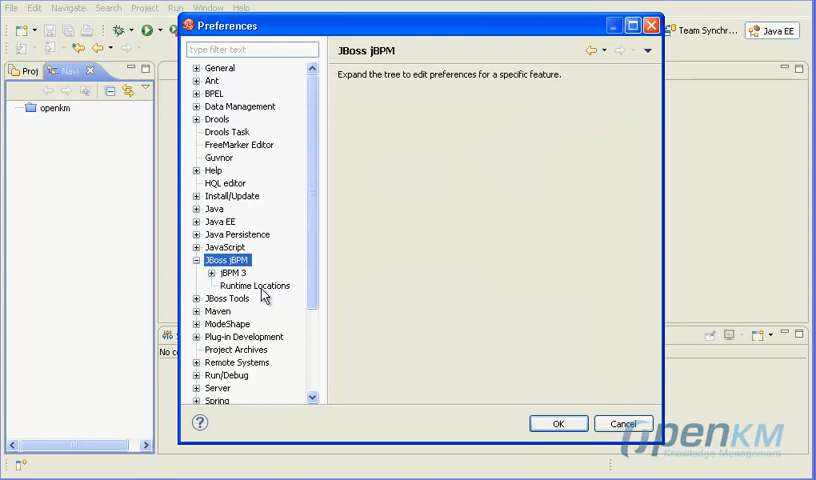 File Edit Navigate Search Project Run Window Help
Preferences
Team Synchr...
Java EE
Proj
Navi
openkm
type filter text
General
Ant
BPEL
Data Management
Drools
Drools Task
FreeMarker Editor
Guvnor
Help
HQL editor
Install/Update
Java
Java EE
Java Persistence
JavaScript
JBoss jBPM
jBPM 3
Runtime Locations
JBoss Tools
Maven
ModeShape
Plug-in Development
Project Archives
Remote Systems
Run/Debug
Server
Spring
JBoss jBPM
Expand the tree to edit preferences for a specific feature.
No co
OK
Cancel
OpenKM
Knowledge Management